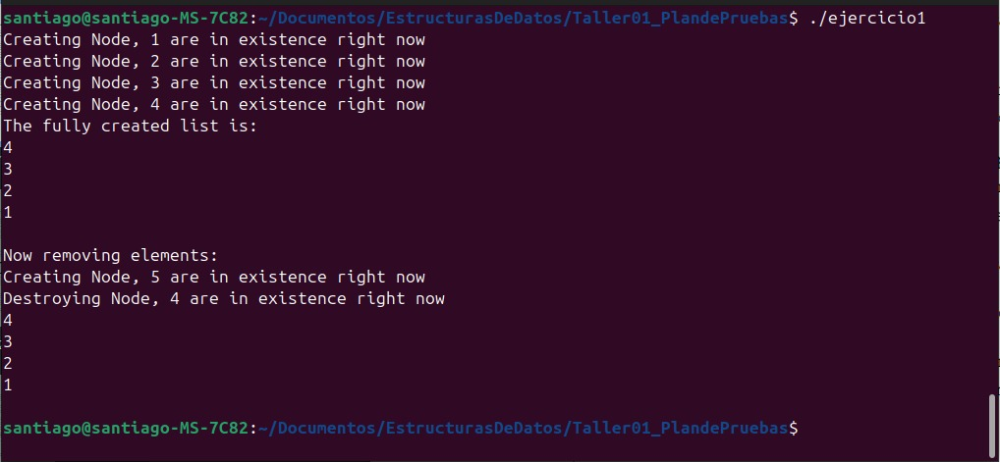 santiago@santiago-MS-7C82:~/Documentos/EstructurasDeDatos/Taller01_PlandePruebas$ ./ejercicio1
Creating Node, 1 are in existence right now
Creating Node, 2 are in existence right now
Creating Node, 3 are in existence right now
Creating Node, 4 are in existence right now
The fully created list is:
4
3
2
1
Now removing elements:
Creating Node, 5 are in existence right now
Destroying Node, 4 are in existence right now
4
3
2
1
santiago@santiago-MS-7C82:~/Documentos/EstructurasDeDatos/Taller01_PlandePruebas$